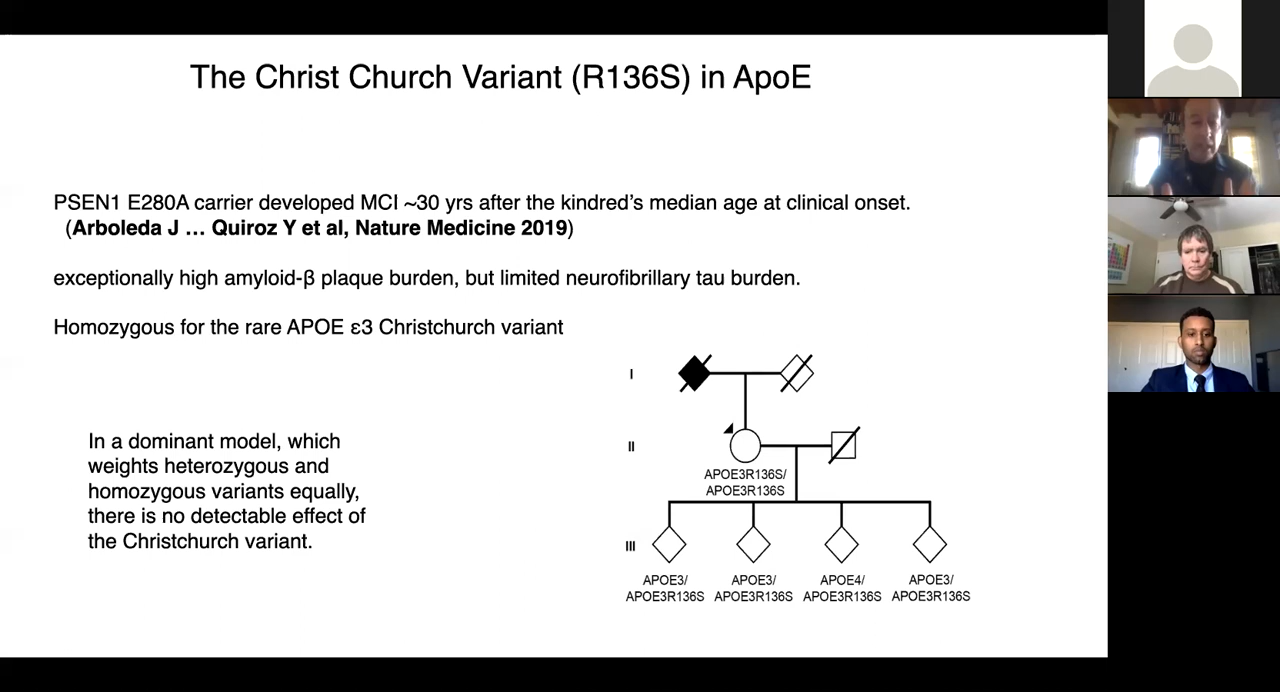 The Christ Church Variant (R136S) in ApoE
PSEN1 E280A carrier developed MCI ~30 yrs after the kindred's median age at clinical onset.
(Arboleda J ... Quiroz Y et al, Nature Medicine 2019)
exceptionally high amyloid-β plaque burden, but limited neurofibrillary tau burden.
Homozygous for the rare APOE ε3 Christchurch variant
In a dominant model, which
weights heterozygous and
homozygous variants equally,
there is no detectable effect of
the Christchurch variant.
I
II
APOE3R136S/
APOE3R136S
III
APOE3/
APOE3R136S
APOE3/
APOE3R136S
APOE4/
APOE3R136S
APOE3/
APOE3R136S